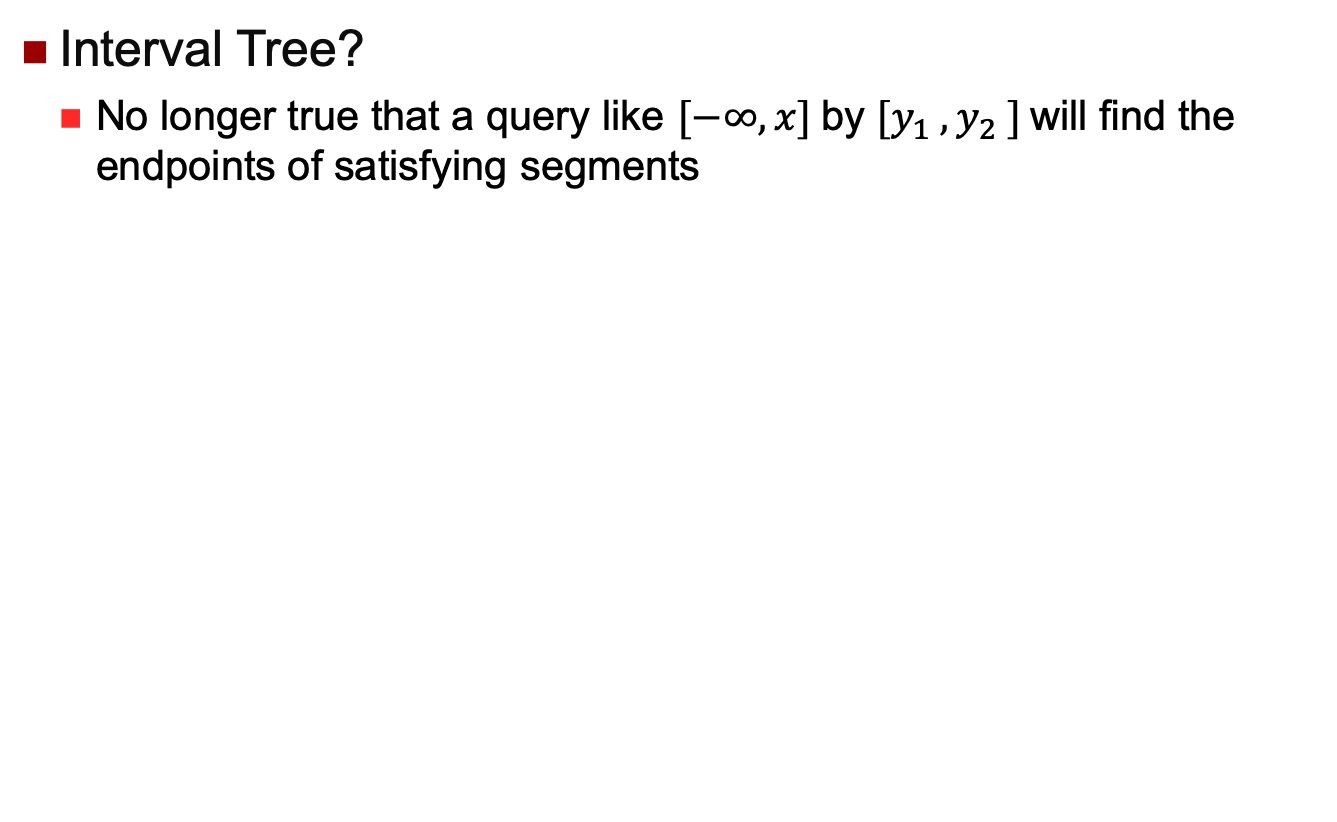 Interval Tree?
No longer true that a query like [−∞, x] by [y₁ , y₂ ] will find the
endpoints of satisfying segments